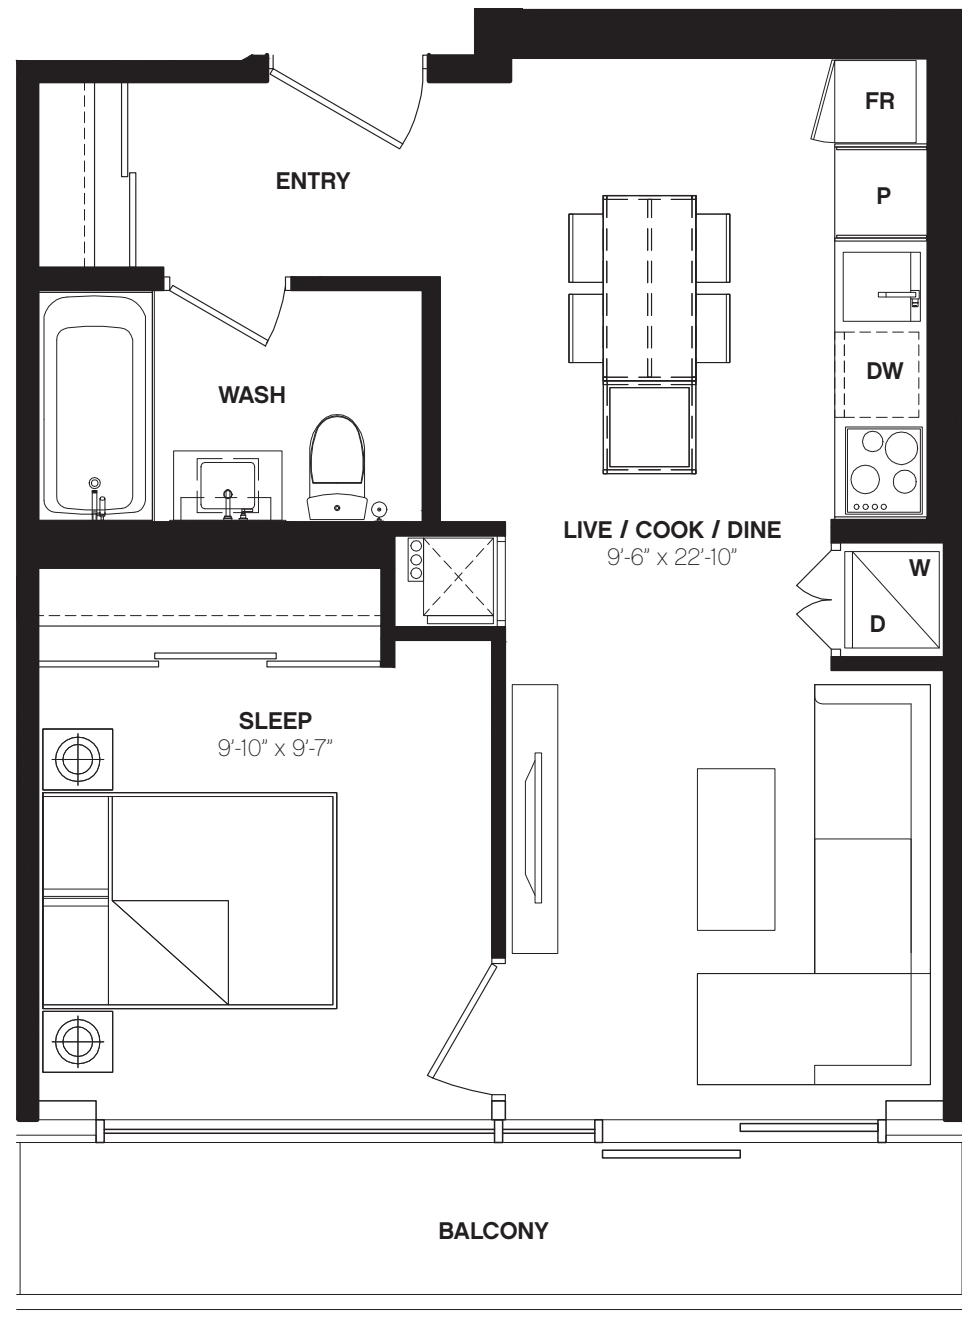 FR
ENTRY
P
DW
WASH
LIVE / COOK / DINE
9'-6" x 22'-10"
W
D
SLEEP
9'-10" x 9'-7"
BALCONY